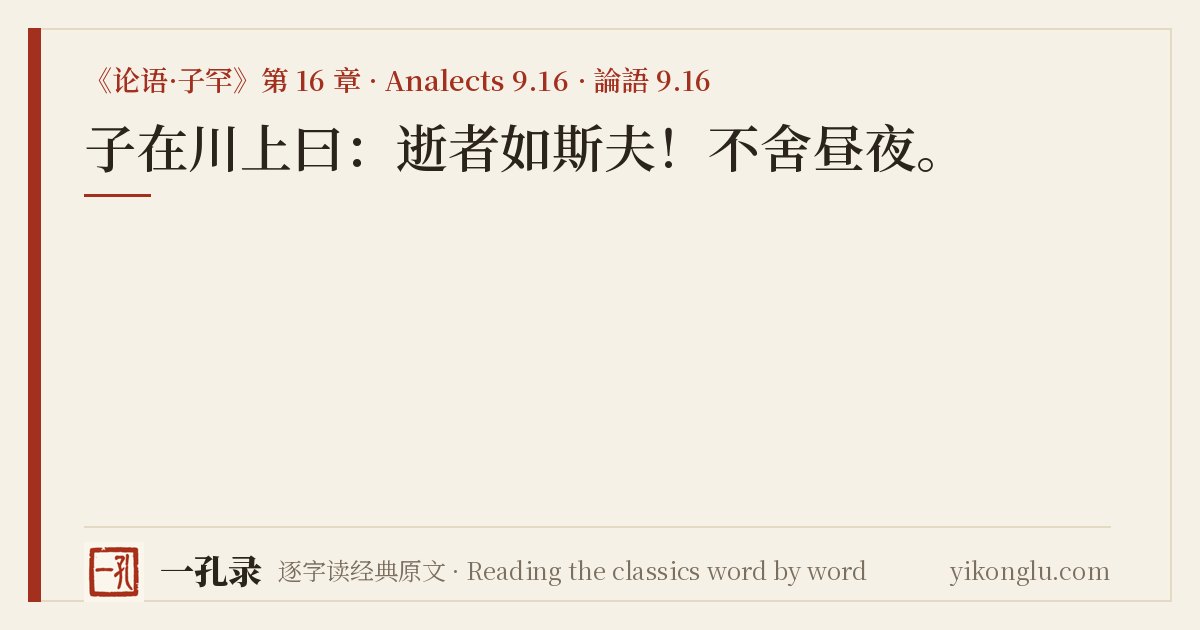 《论语·子罕》第 16 章 · Analects 9.16 · 論語 9.16
子在川上曰：逝者如斯夫！不舍昼夜。
一孔
一孔录 逐字读经典原文 · Reading the classics word by word yikonglu.com